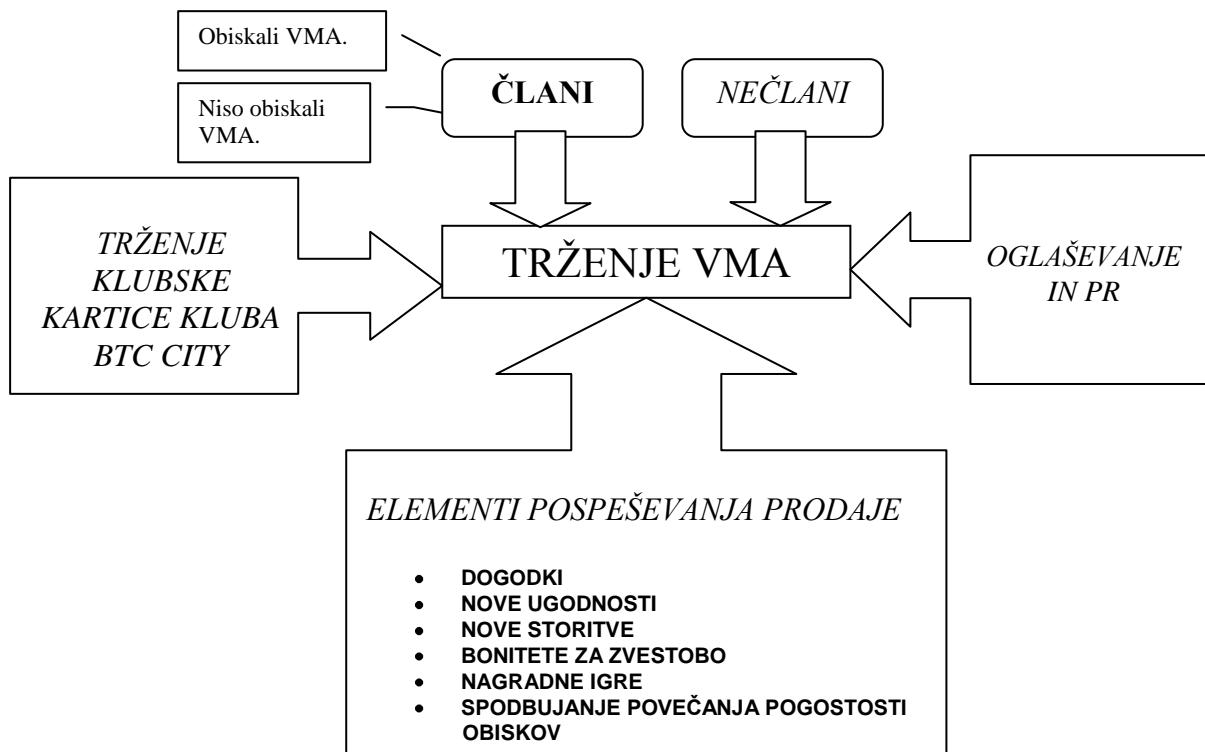 Obiskali VMA.
ČLANI
NEČLANI
Niso obiskali
VMA.
TRŽENJE
KLUBSKE
KARTICE KLUBA
BTC CITY
TRŽENJE VMA
OGLAŠEVANJE
IN PR
ELEMENTI POSPEŠEVANJA PRODAJE
• DOGODKI
• NOVE UGODNOSTI
• NOVE STORITVE
• BONITETE ZA ZVESTOBO
• NAGRADNE IGRE
• SPODBUJANJE POVEČANJA POGOSTOSTI
OBISKOV